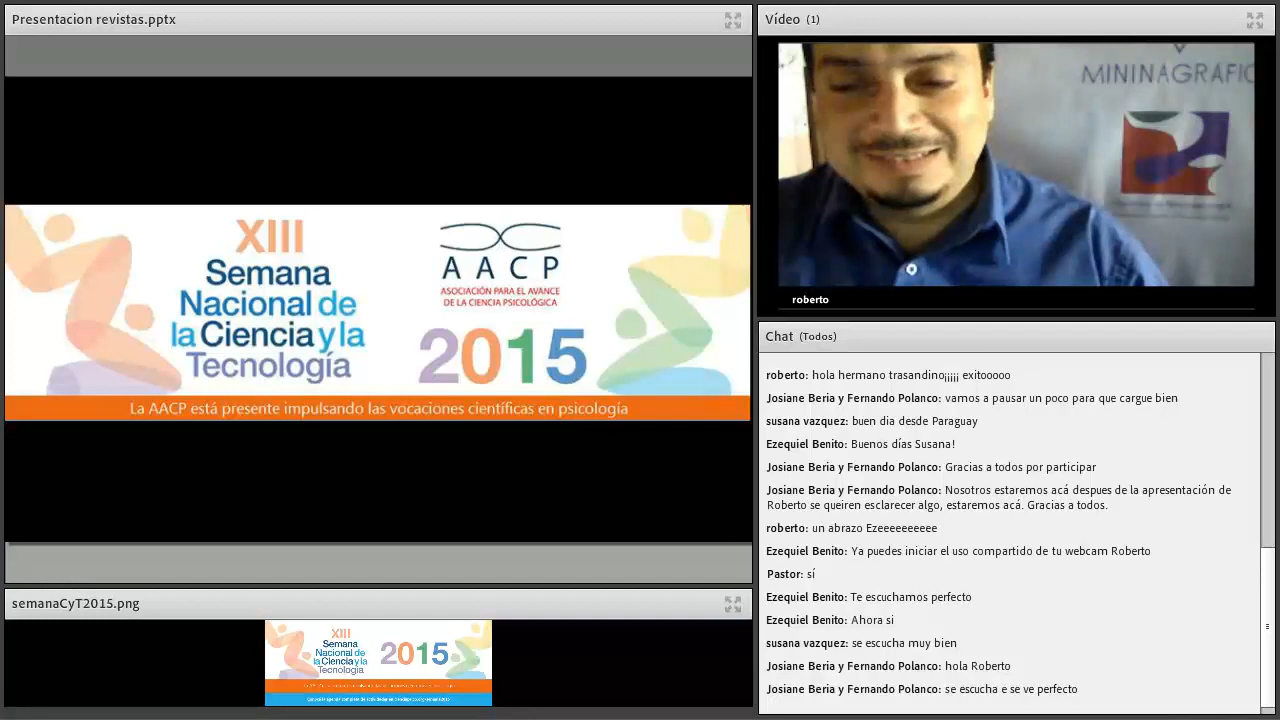 Presentacion revistas.pptx
XIII
Semana
Nacional de
la Ciencia y la
Tecnología
AACP
ASOCIACIÓN PARA EL AVANCE
DE LA CIENCIA PSICOLÓGICA
2015
La AACP está presente impulsando las vocaciones científicas en psicología
semanaCyT2015.png
XIII
Semana
Nacional de
la Ciencia y la
Tecnología
2015
Vídeo (1)
MININAGRAFIC
roberto
Chat (Todos)
roberto: hola hermano trasandino¡¡¡¡¡ exitooooo
Josiane Beria y Fernando Polanco: vamos a pausar un poco para que cargue bien
susana vazquez: buen dia desde Paraguay
Ezequiel Benito: Buenos días Susana!
Josiane Beria y Fernando Polanco: Gracias a todos por participar
Josiane Beria y Fernando Polanco: Nosotros estaremos acá despues de la apresentación de
Roberto se queiren esclarecer algo, estaremos acá. Gracias a todos.
roberto: un abrazo Ezeeeeeeeeee
Ezequiel Benito: Ya puedes iniciar el uso compartido de tu webcam Roberto
Pastor: sí
Ezequiel Benito: Te escuchamos perfecto
Ezequiel Benito: Ahora si
susana vazquez: se escucha muy bien
Josiane Beria y Fernando Polanco: hola Roberto
Josiane Beria y Fernando Polanco: se escucha e se ve perfecto